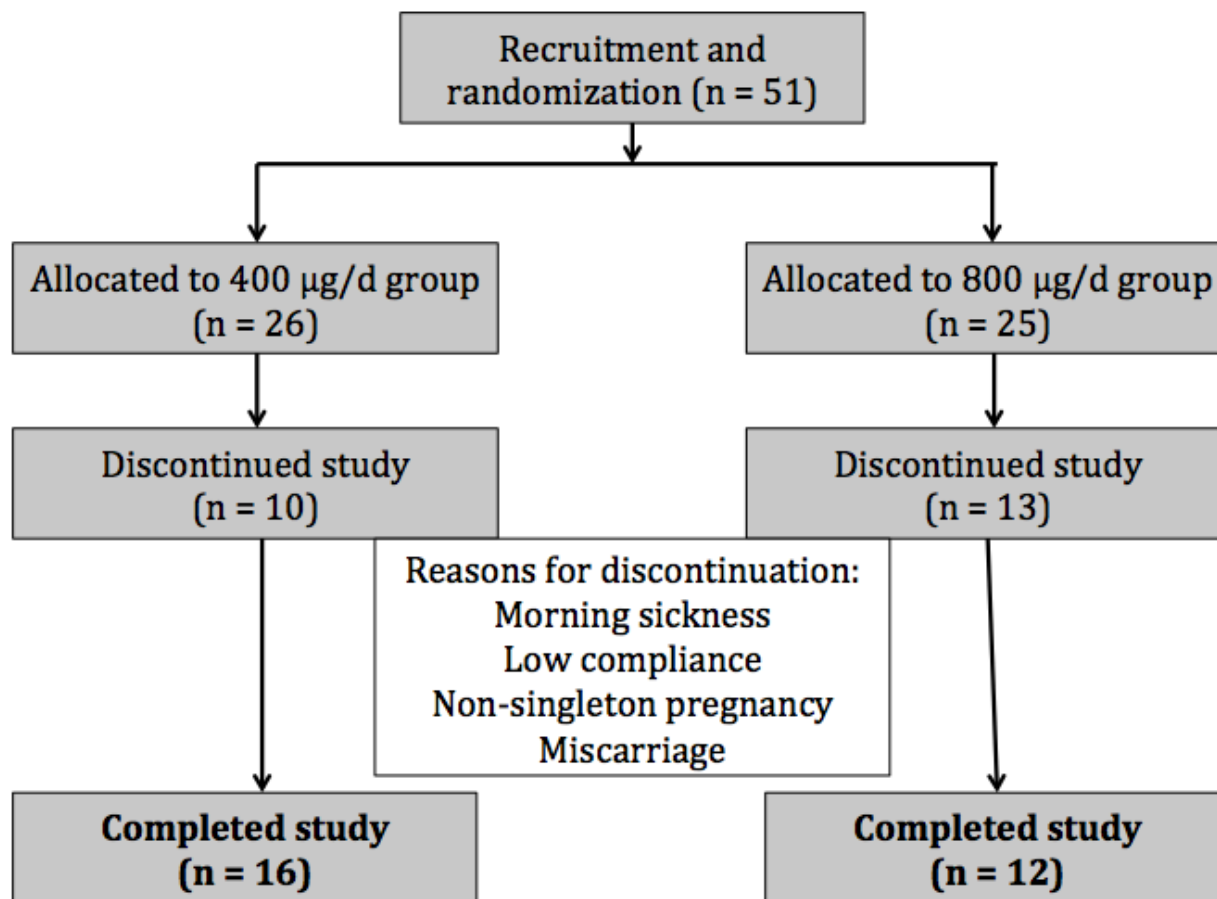 Recruitment and
randomization (n = 51)
Allocated to 400 µg/d group
(n = 26)
Allocated to 800 µg/d group
(n = 25)
Discontinued study
(n = 10)
Discontinued study
(n = 13)
Reasons for discontinuation:
Morning sickness
Low compliance
Non-singleton pregnancy
Miscarriage
Completed study
(n = 16)
Completed study
(n = 12)